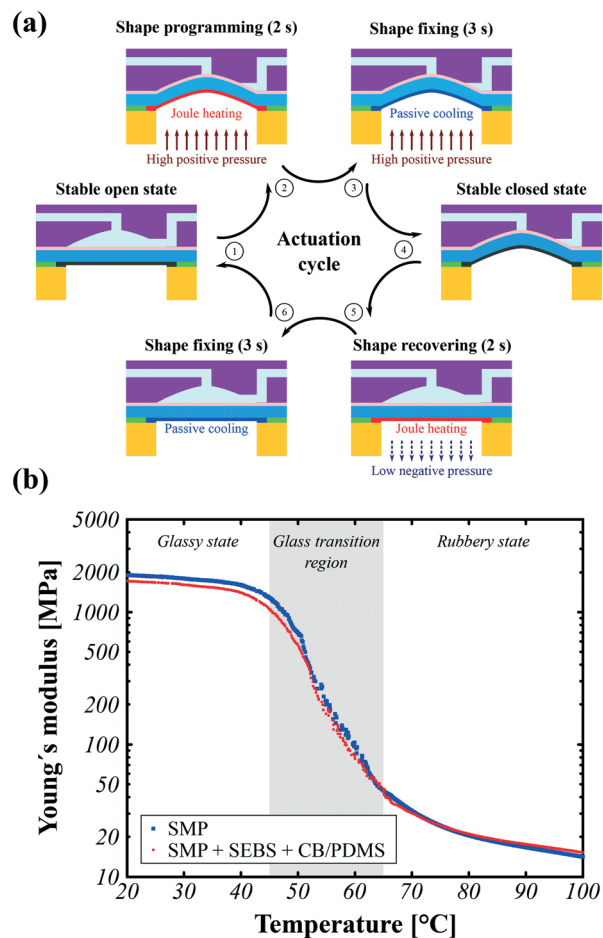 (a)
Shape programming (2 s)
Shape fixing (3 s)
Joule heating
Passive cooling
High positive pressure
High positive pressure
Stable open state
Stable closed state
2
3
1
Actuation
cycle
4
6
5
Shape fixing (3 s)
Shape recovering (2 s)
Passive cooling
Joule heating
Low negative pressure
(b)
5000
Glassy state
Glass transition
region
Rubbery state
2000
1000
500
200
100
50
20
10
Young´s modulus [MPa]
SMP
SMP + SEBS + CB/PDMS
20 30 40 50 60 70 80 90 100
Temperature [°C]